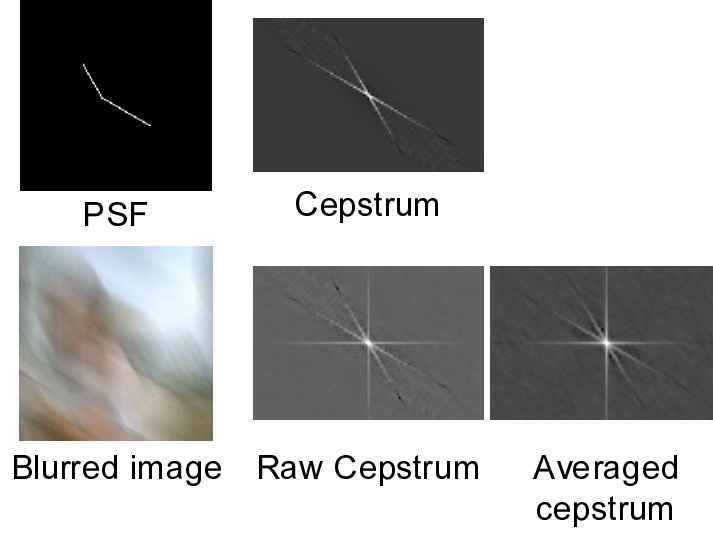 PSF
Cepstrum
Blurred image
Raw Cepstrum
Averaged
cepstrum